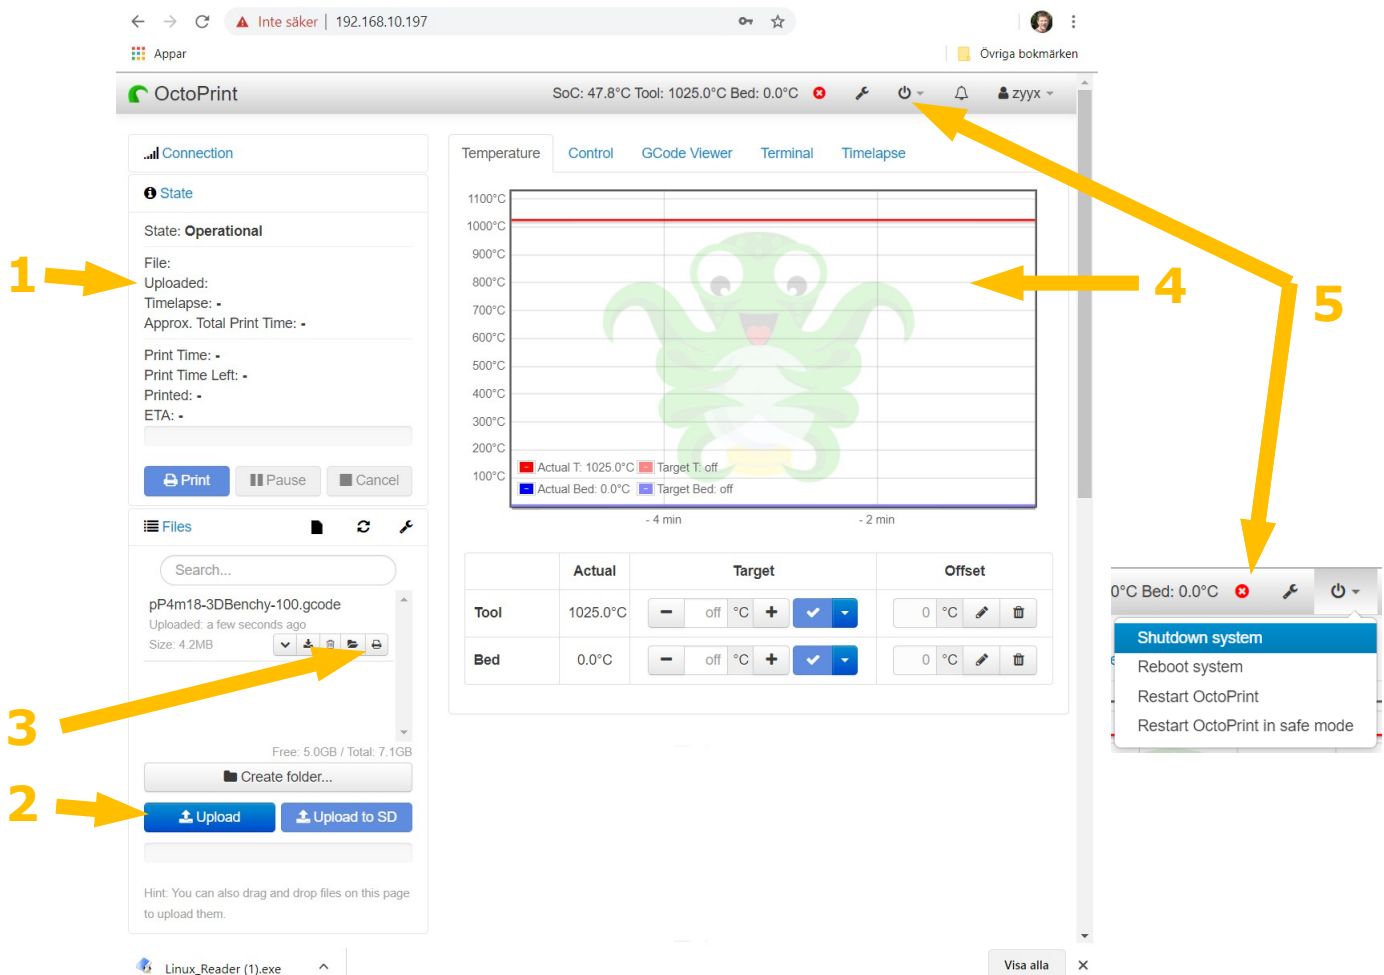 Inte säker | 192.168.10.197
Appar
Övriga bokmärken
OctoPrint
SoC: 47.8°C Tool: 1025.0°C Bed: 0.0°C
zyyx
Connection
State
State: Operational
File:
Uploaded:
Timelapse: -
Approx. Total Print Time: -
Print Time: -
Print Time Left: -
Printed: -
ETA: -
Print
Pause
Cancel
1
Files
Search...
pP4m18-3DBenchy-100.gcode
Uploaded: a few seconds ago
Size: 4.2MB
3
Free: 5.0GB / Total: 7.1GB
Create folder...
2
Upload
Upload to SD
Hint: You can also drag and drop files on this page
to upload them.
Temperature
Control
GCode Viewer
Terminal
Timelapse
1100°C
1000°C
900°C
800°C
700°C
600°C
500°C
400°C
300°C
200°C
100°C
Actual T: 1025.0°C
Target T: off
Actual Bed: 0.0°C
Target Bed: off
- 4 min
- 2 min
4
5
Actual
Target
Offset
Tool
1025.0°C
off °C
0 °C
Bed
0.0°C
off °C
0 °C
0°C Bed: 0.0°C
Shutdown system
Reboot system
Restart OctoPrint
Restart OctoPrint in safe mode
Linux_Reader (1).exe
Visa alla